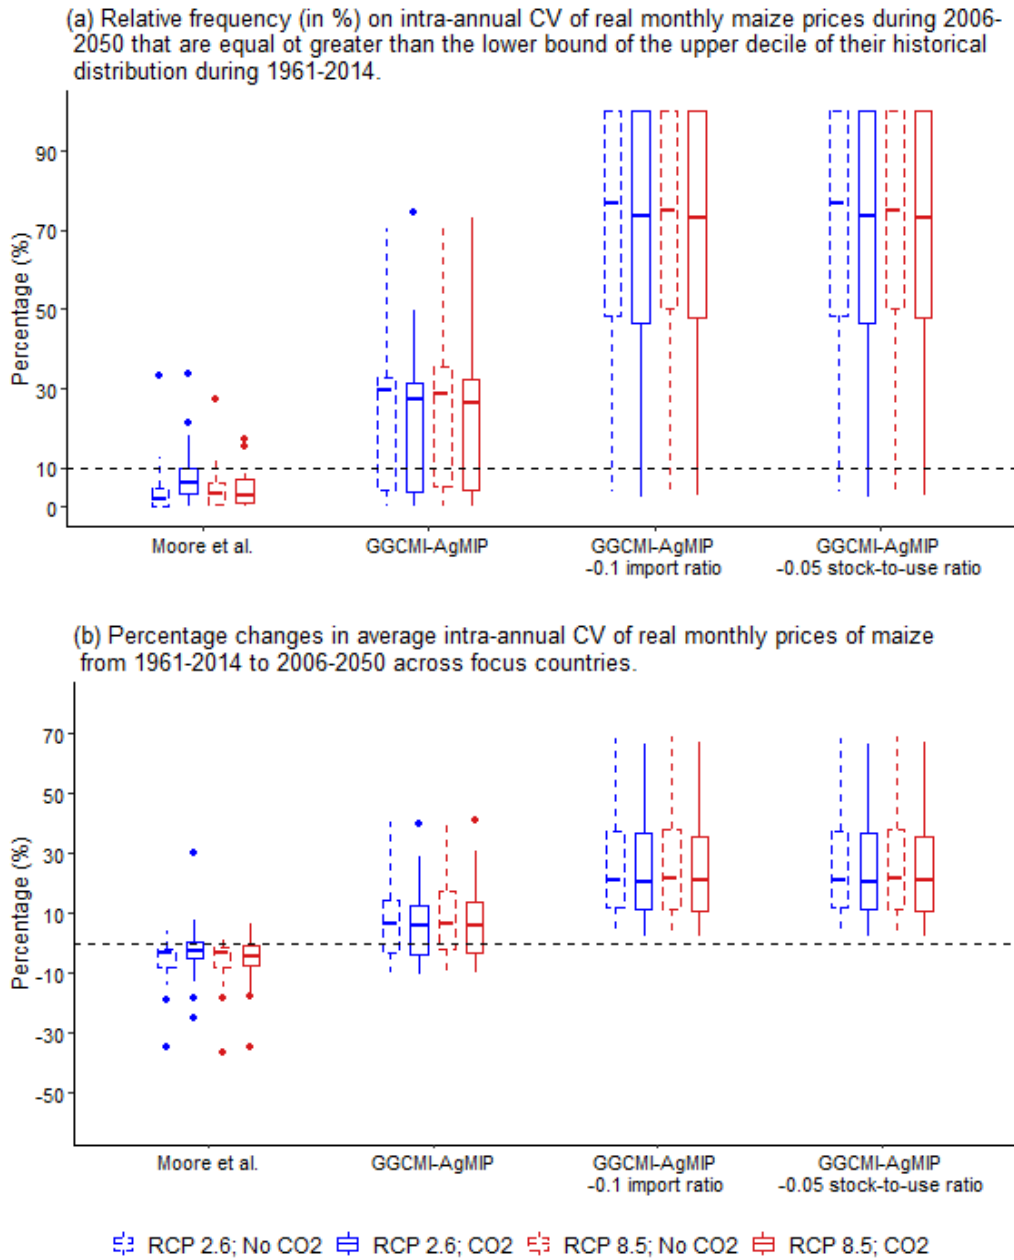 (a) Relative frequency (in %) on intra-annual CV of real monthly maize prices during 2006-
2050 that are equal ot greater than the lower bound of the upper decile of their historical
distribution during 1961-2014.
Percentage (%)
90
70
50
30
10
0
Moore et al.
GGCMI-AgMIP
GGCMI-AgMIP
-0.1 import ratio
GGCMI-AgMIP
-0.05 stock-to-use ratio
(b) Percentage changes in average intra-annual CV of real monthly prices of maize
from 1961-2014 to 2006-2050 across focus countries.
Percentage (%)
70
50
30
10
-10
-30
-50
Moore et al.
GGCMI-AgMIP
GGCMI-AgMIP
-0.1 import ratio
GGCMI-AgMIP
-0.05 stock-to-use ratio
RCP 2.6; No CO2 RCP 2.6; CO2 RCP 8.5; No CO2 RCP 8.5; CO2